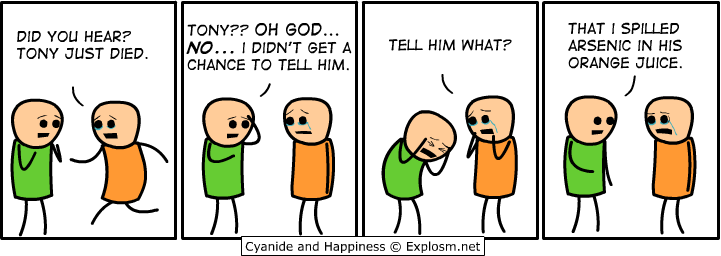 DID YOU HEAR?
TONY JUST DIED.
TONY?? OH GOD...
NO... I DIDN'T GET A
CHANCE TO TELL HIM.
TELL HIM WHAT?
THAT I SPILLED
ARSENIC IN HIS
ORANGE JUICE.
Cyanide and Happiness © Explosm.net